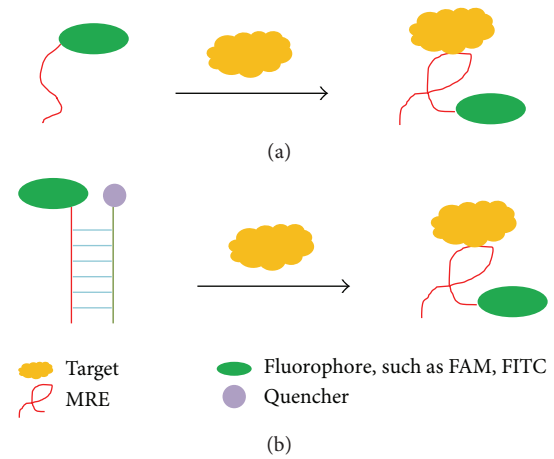 (a)
Target
MRE
Fluorophore, such as FAM, FITC
Quencher
(b)